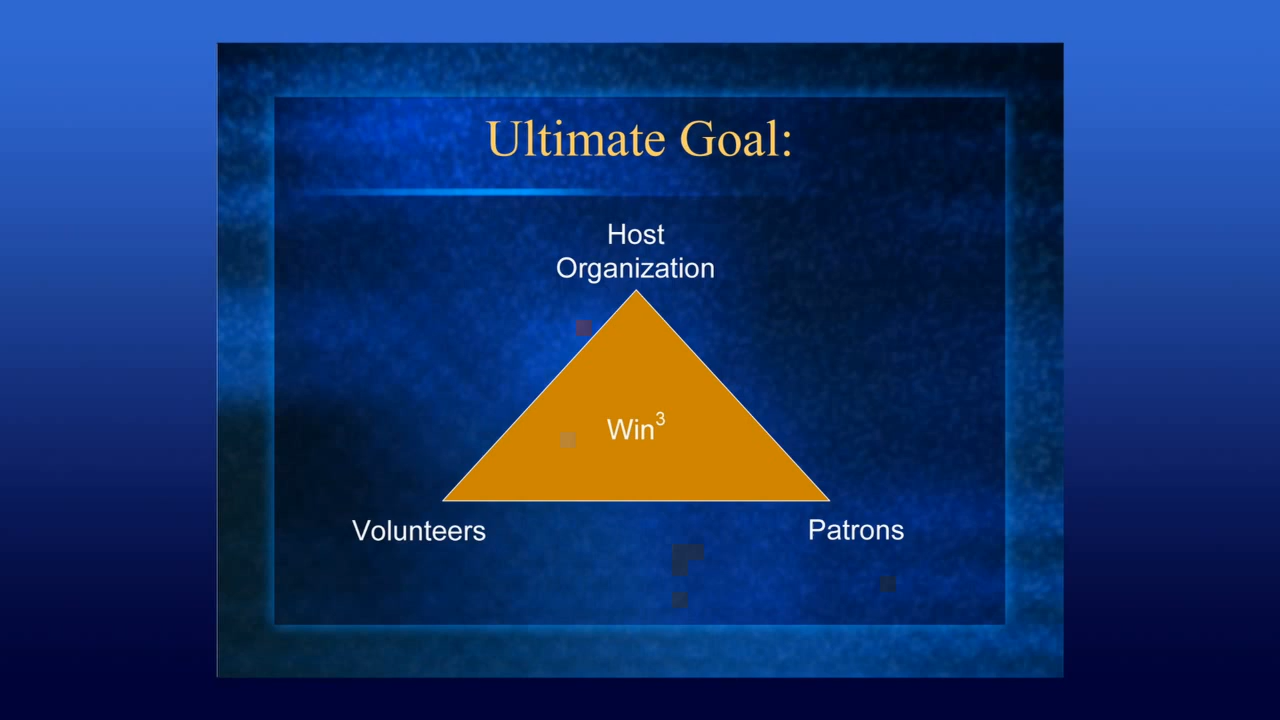 Ultimate Goal:
Host
Organization
Win³
Volunteers
Patrons